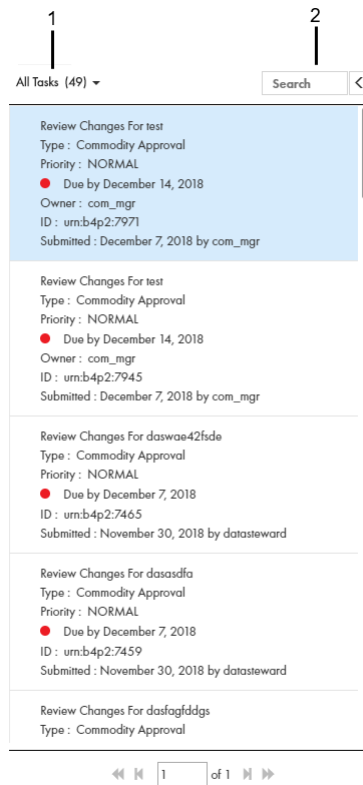 1
2
All Tasks (49)
Search
Review Changes For test
Type : Commodity Approval
Priority : NORMAL
Due by December 14, 2018
Owner : com_mgr
ID : urn:b4p2:7971
Submitted : December 7, 2018 by com_mgr
Review Changes For test
Type : Commodity Approval
Priority : NORMAL
Due by December 14, 2018
Owner : com_mgr
ID : urn:b4p2:7945
Submitted : December 7, 2018 by com_mgr
Review Changes For daswae42fsde
Type : Commodity Approval
Priority : NORMAL
Due by December 7, 2018
ID : urn:b4p2:7465
Submitted : November 30, 2018 by datasteward
Review Changes For dasasdfa
Type : Commodity Approval
Priority : NORMAL
Due by December 7, 2018
ID : urn:b4p2:7459
Submitted : November 30, 2018 by datasteward
Review Changes For dasfagfddgs
Type : Commodity Approval
1 of 1